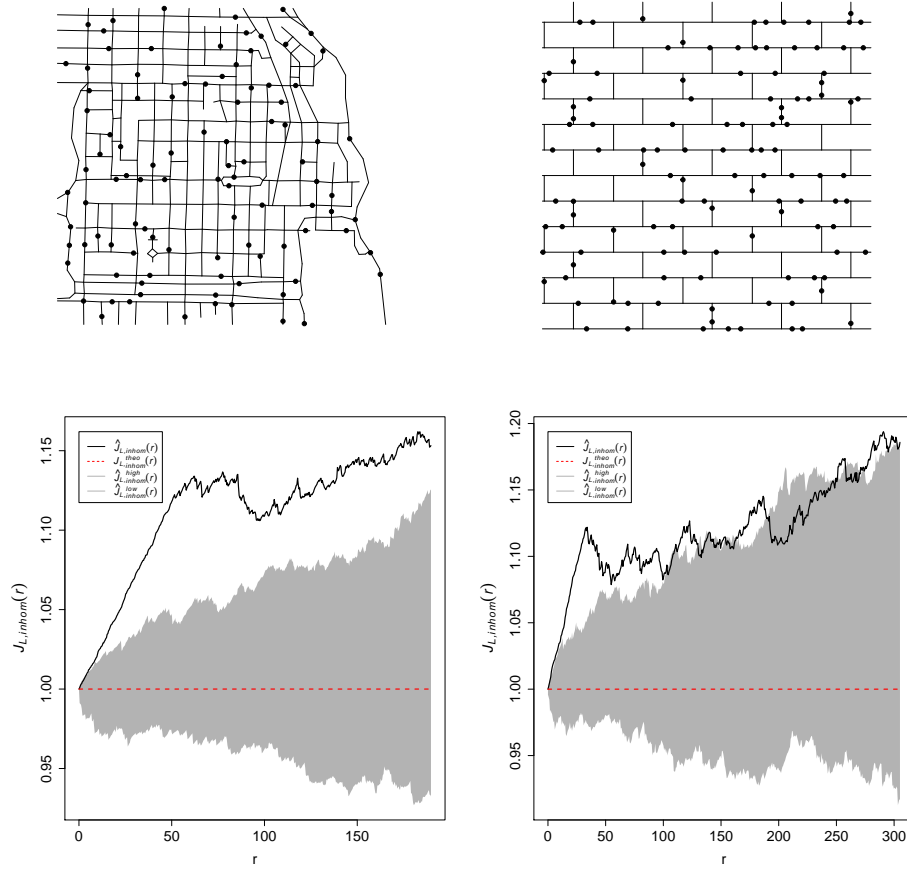 Ĵ_{L,inhom}(r)
J^{theo}_{L,inhom}(r)
Ĵ^{high}_{L,inhom}(r)
Ĵ^{low}_{L,inhom}(r)
J_{L,inhom}(r)
1.15
1.10
1.05
1.00
0.95
0
50
100
150
r
Ĵ_{L,inhom}(r)
J^{theo}_{L,inhom}(r)
Ĵ^{high}_{L,inhom}(r)
Ĵ^{low}_{L,inhom}(r)
J_{L,inhom}(r)
1.20
1.15
1.10
1.05
1.00
0.95
0
50
100
150
200
250
300
r